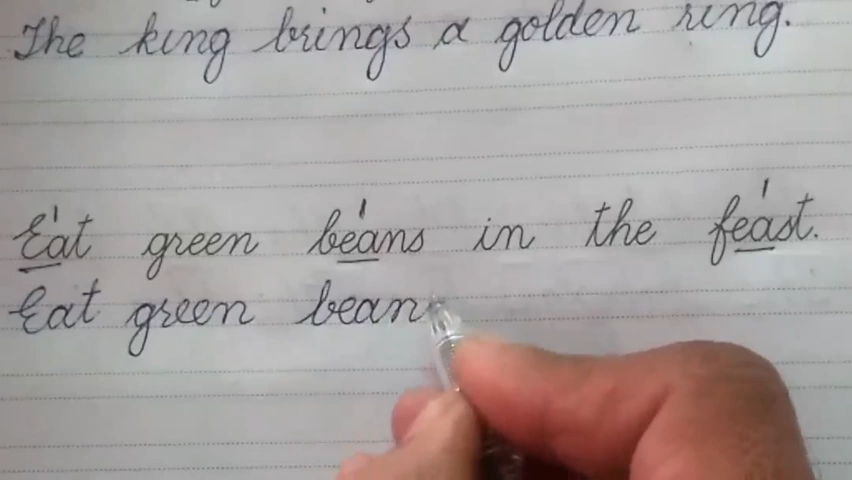 The king brings a golden ring.
Eat green beans in the feast.
Eat green bean